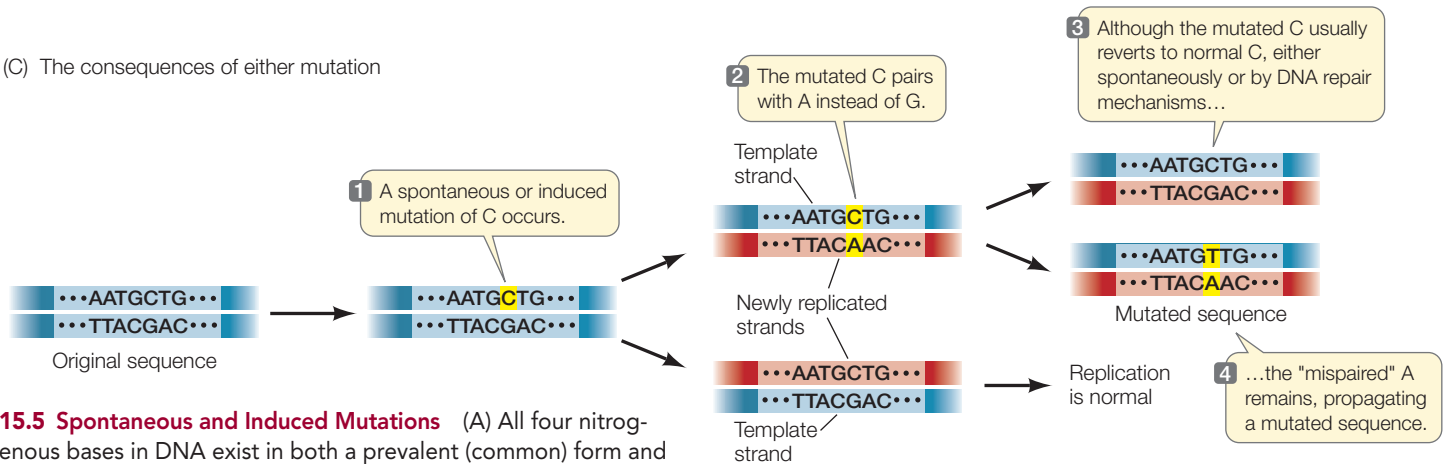 (C) The consequences of either mutation
1 A spontaneous or induced
mutation of C occurs.
···AATGCTG···
···TTACGAC···
Original sequence
···AATGCTG···
···TTACGAC···
2 The mutated C pairs
with A instead of G.
Template
strand
···AATGCTG···
···TTACAAC···
Newly replicated
strands
···AATGCTG···
···TTACGAC···
Template
strand
3 Although the mutated C usually
reverts to normal C, either
spontaneously or by DNA repair
mechanisms…
···AATGCTG···
···TTACGAC···
···AATGTTG···
···TTACAAC···
Mutated sequence
Replication
is normal
4 …the "mispaired" A
remains, propagating
a mutated sequence.
15.5 Spontaneous and Induced Mutations (A) All four nitrog-
enous bases in DNA exist in both a prevalent (common) form and